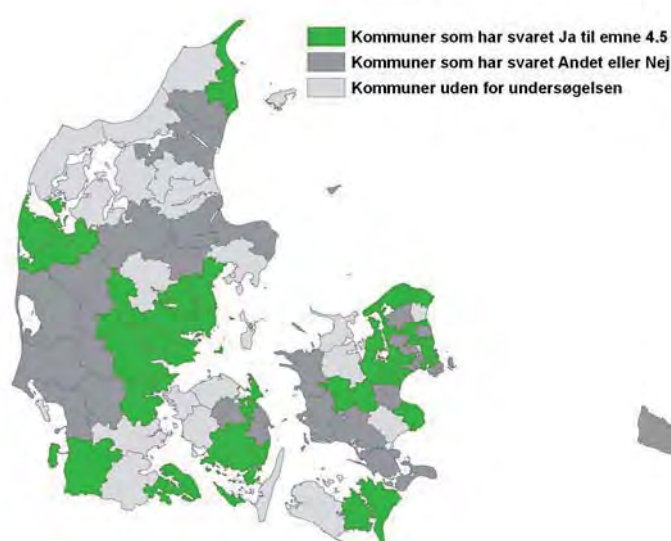 Kommuner som har svaret Ja til emne 4.5
Kommuner som har svaret Andet eller Nej
Kommuner uden for undersøgelsen